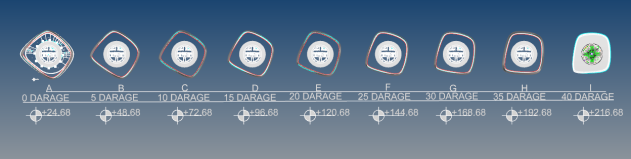 A B C D E F G H I
0 DARAGE 5 DARAGE 10 DARAGE 15 DARAGE 20 DARAGE 25 DARAGE 30 DARAGE 35 DARAGE 40 DARAGE
+24.68 +48.68 +72.68 +96.68 +120.68 +144.68 +168.68 +192.68 +216.68